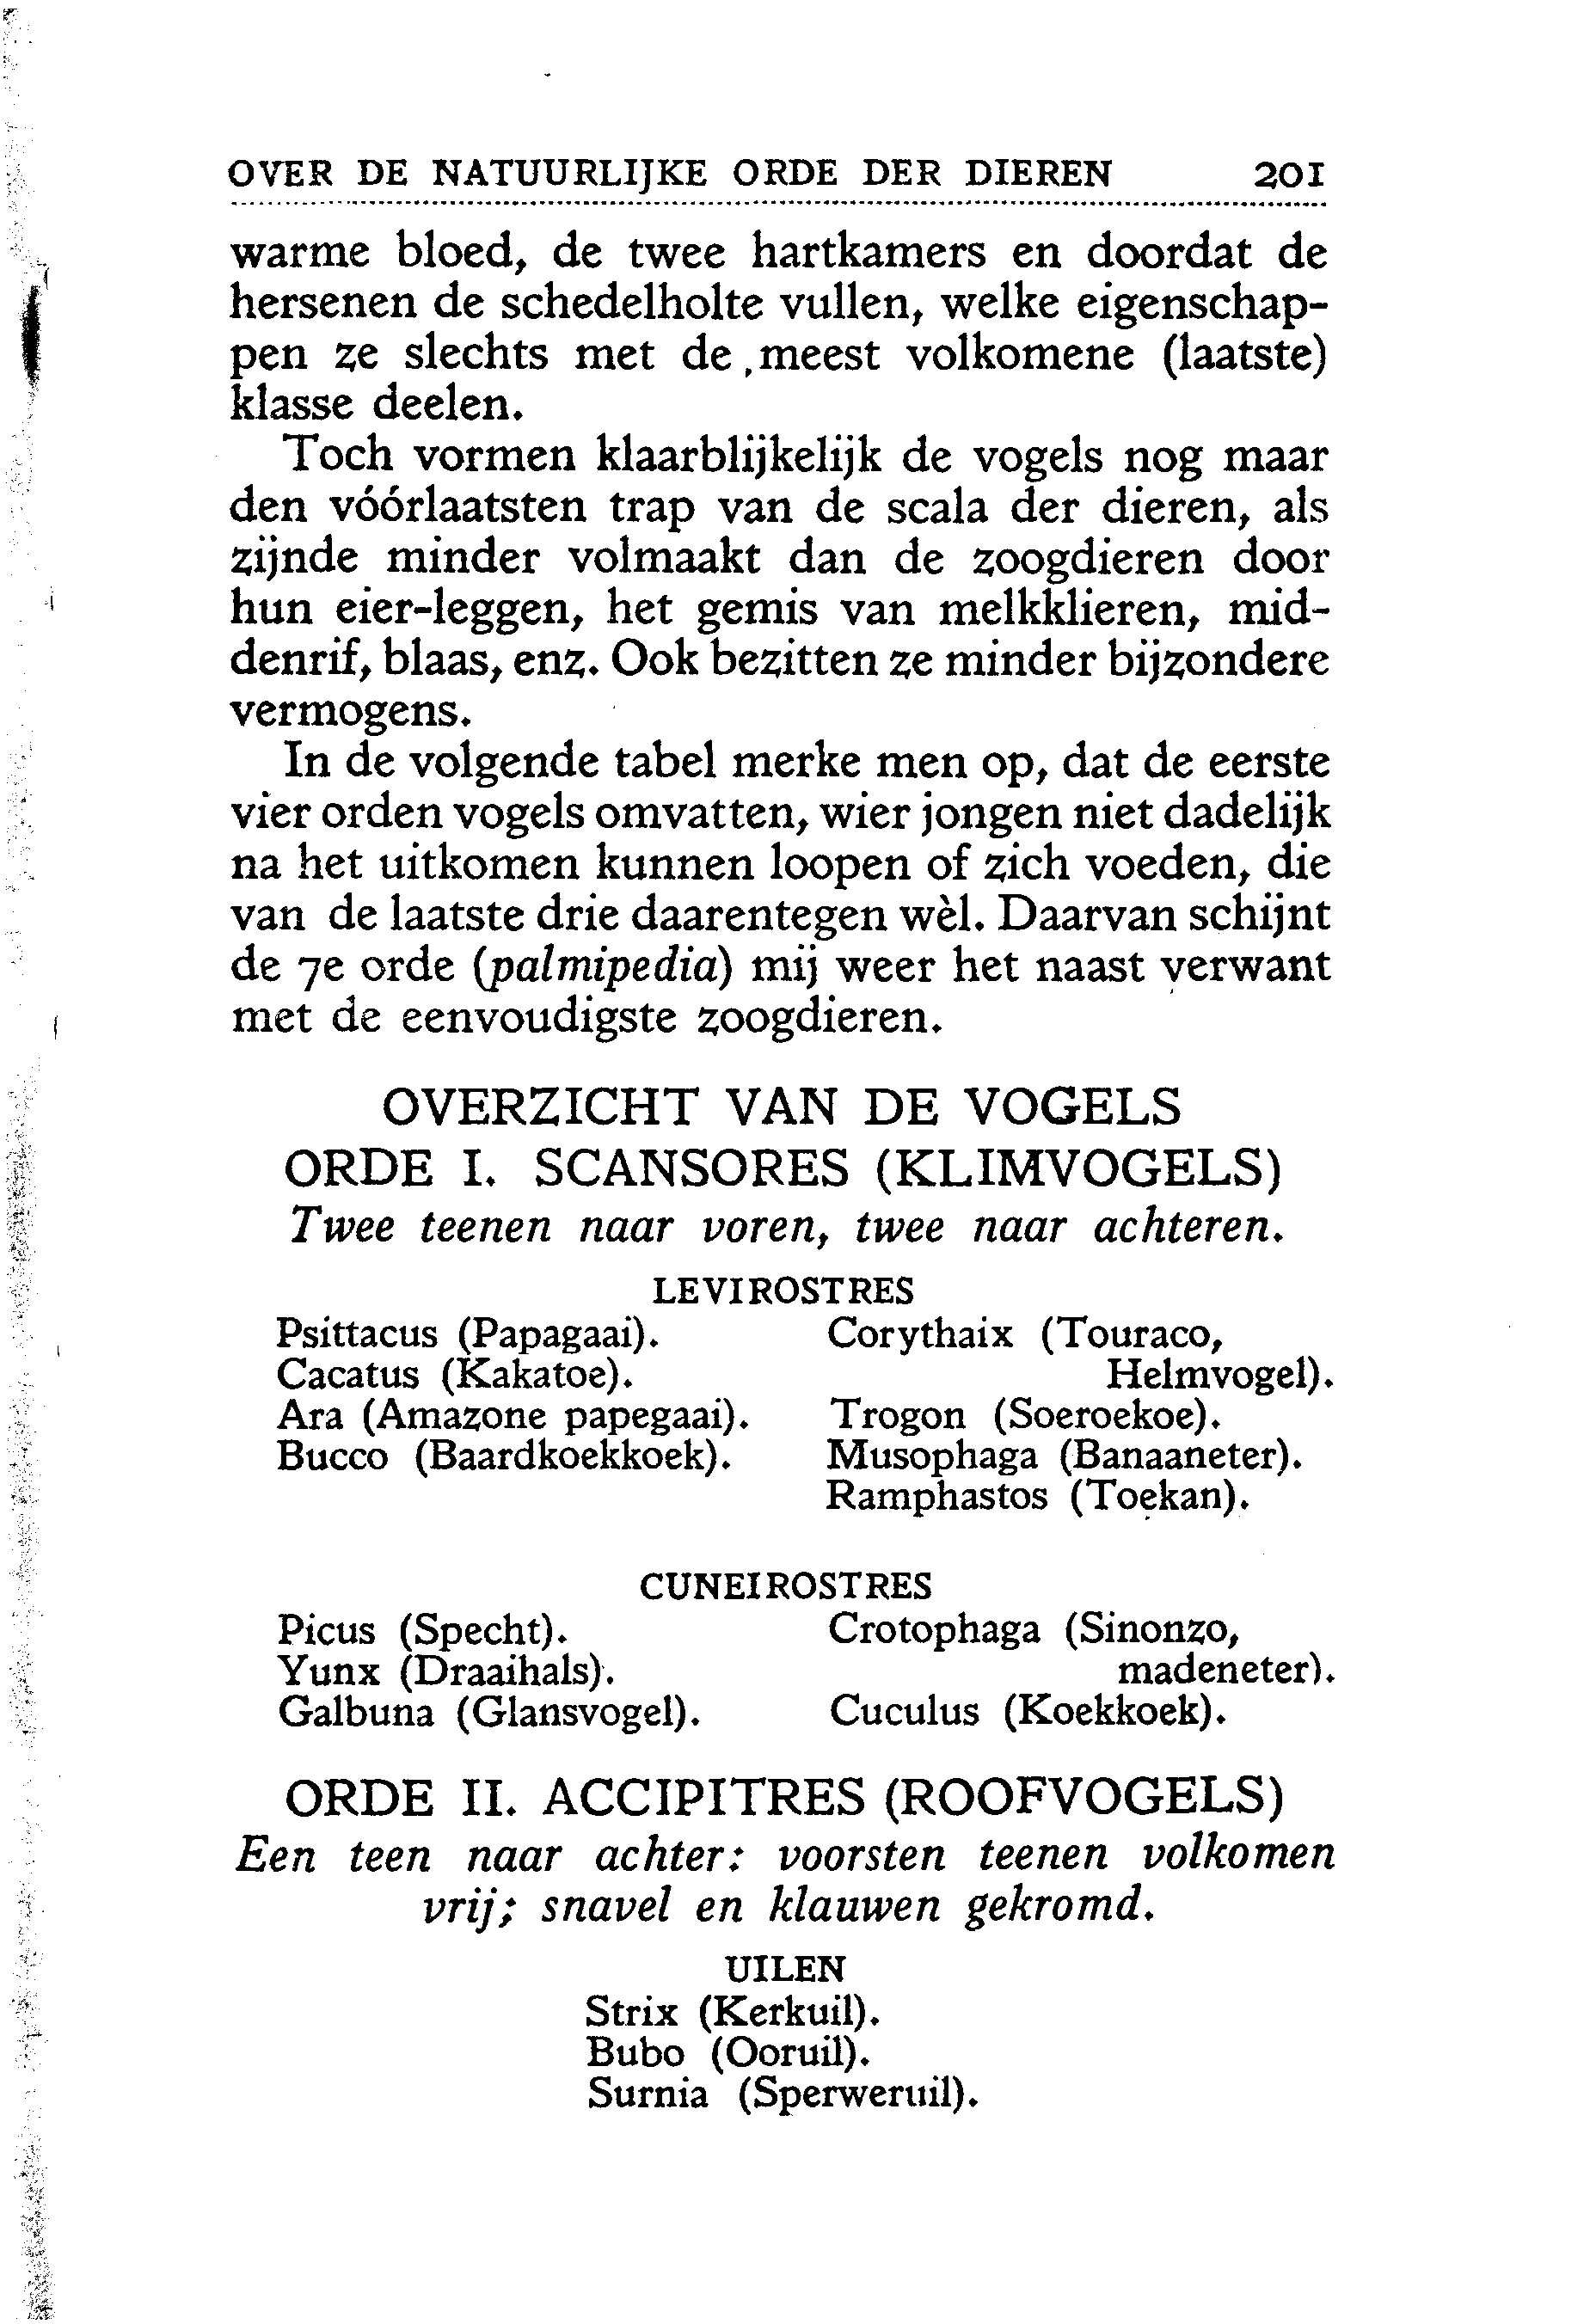 OVER DE NATUURLIJKE ORDE DER DIEREN 201
warme bloed, de twee hartkamers en doordat de
hersenen de schedelholte vullen, welke eigenschap-
pen ze slechts met de meest volkomene (laatste)
klasse deelen.
Toch vormen klaarblijkelijk de vogels nog maar
den vóórlaatsten trap van de scala der dieren, als
zijnde minder volmaakt dan de zoogdieren door
hun eier-leggen, het gemis van melkklieren, mid-
denrif, blaas, enz. Ook bezitten ze minder bijzondere
vermogens.
In de volgende tabel merke men op, dat de eerste
vier orden vogels omvatten, wier jongen niet dadelijk
na het uitkomen kunnen loopen of zich voeden, die
van de laatste drie daarentegen wèl. Daarvan schijnt
de 7e orde (palmipedia) mij weer het naast verwant
met de eenvoudigste zoogdieren.
OVERZICHT VAN DE VOGELS
ORDE I. SCANSORES (KLIMVOGELS)
Twee teenen naar voren, twee naar achteren.
LEVIROSTRES
Psittacus (Papagaai).
Cacatus (Kakatoe).
Ara (Amazone papegaai).
Bucco (Baardkoekkoek).
Corythaix (Touraco,
Helmvogel).
Trogon (Soeroekoe).
Musophaga (Banaaneter).
Ramphastos (Toekan).
CUNEIROSTRES
Picus (Specht).
Yunx (Draaihals).
Galbuna (Glansvogel).
Crotophaga (Sinonzo,
madeneter).
Cuculus (Koekkoek).
ORDE II. ACCIPITRES (ROOFVOGELS)
Een teen naar achter: voorsten teenen volkomen
vrij; snavel en klauwen gekromd.
UILEN
Strix (Kerkuil).
Bubo (Ooruil).
Surnia (Sperweruil).